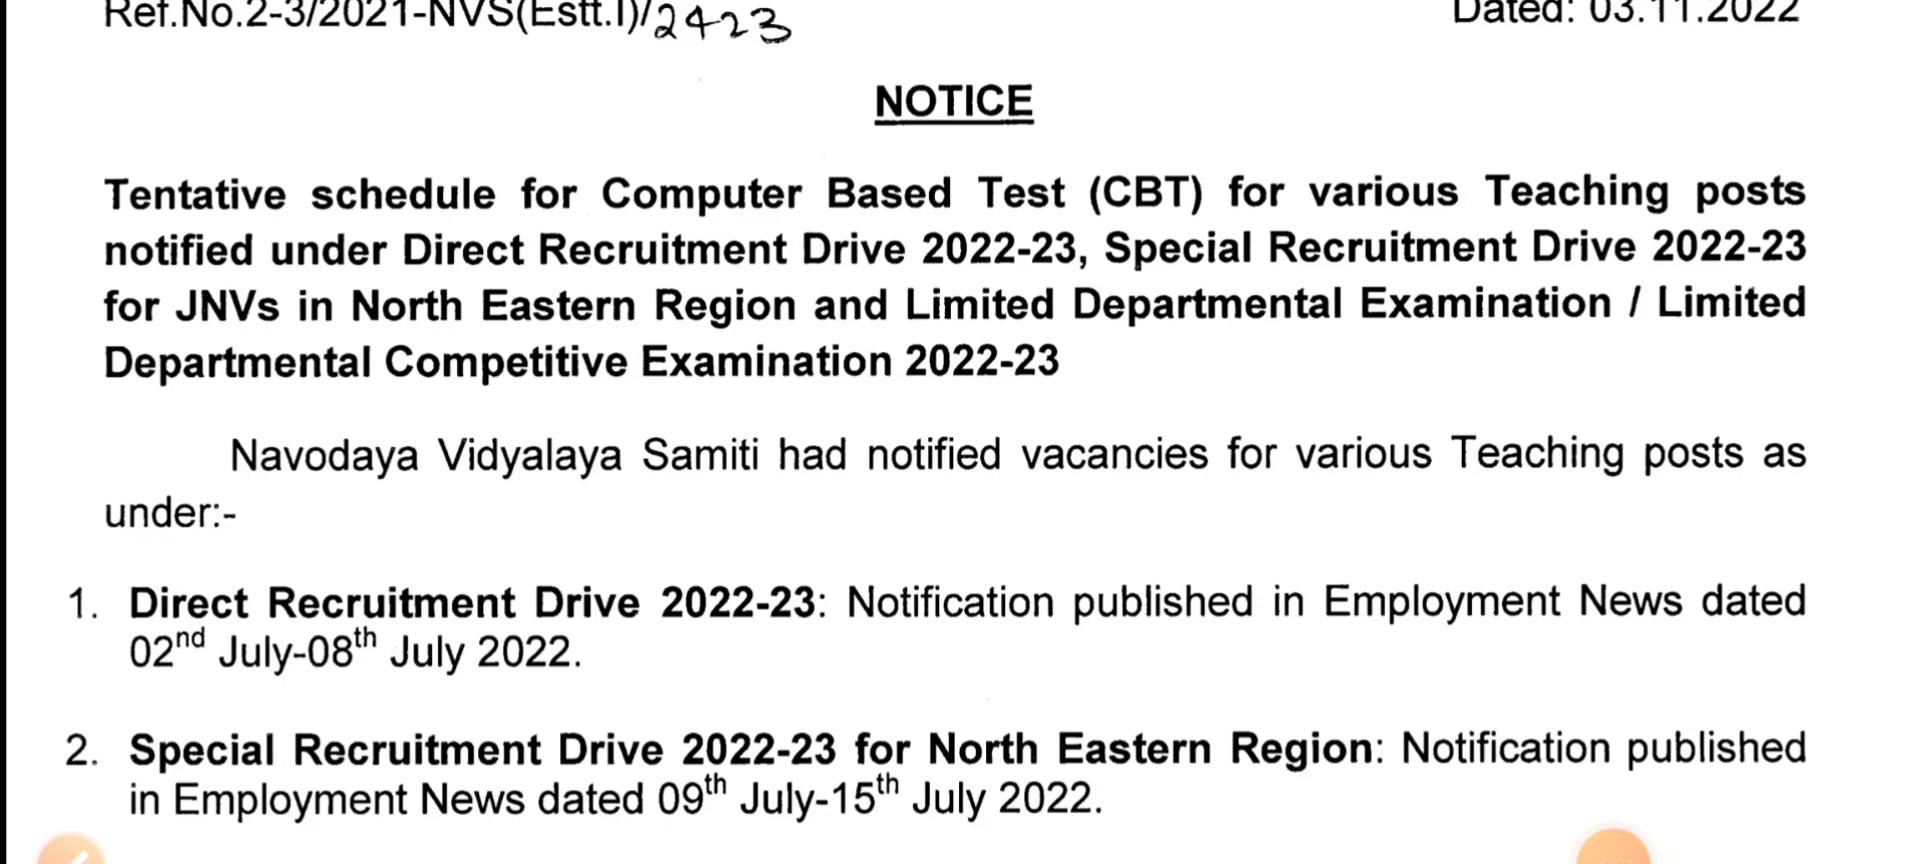 Ref.No.2-3/2021-NVS(Estt.I)/2423 Dated: 03.11.2022
NOTICE
Tentative schedule for Computer Based Test (CBT) for various Teaching posts
notified under Direct Recruitment Drive 2022-23, Special Recruitment Drive 2022-23
for JNVs in North Eastern Region and Limited Departmental Examination / Limited
Departmental Competitive Examination 2022-23
Navodaya Vidyalaya Samiti had notified vacancies for various Teaching posts as
under:-
1. Direct Recruitment Drive 2022-23: Notification published in Employment News dated
02nd July-08th July 2022.
2. Special Recruitment Drive 2022-23 for North Eastern Region: Notification published
in Employment News dated 09th July-15th July 2022.